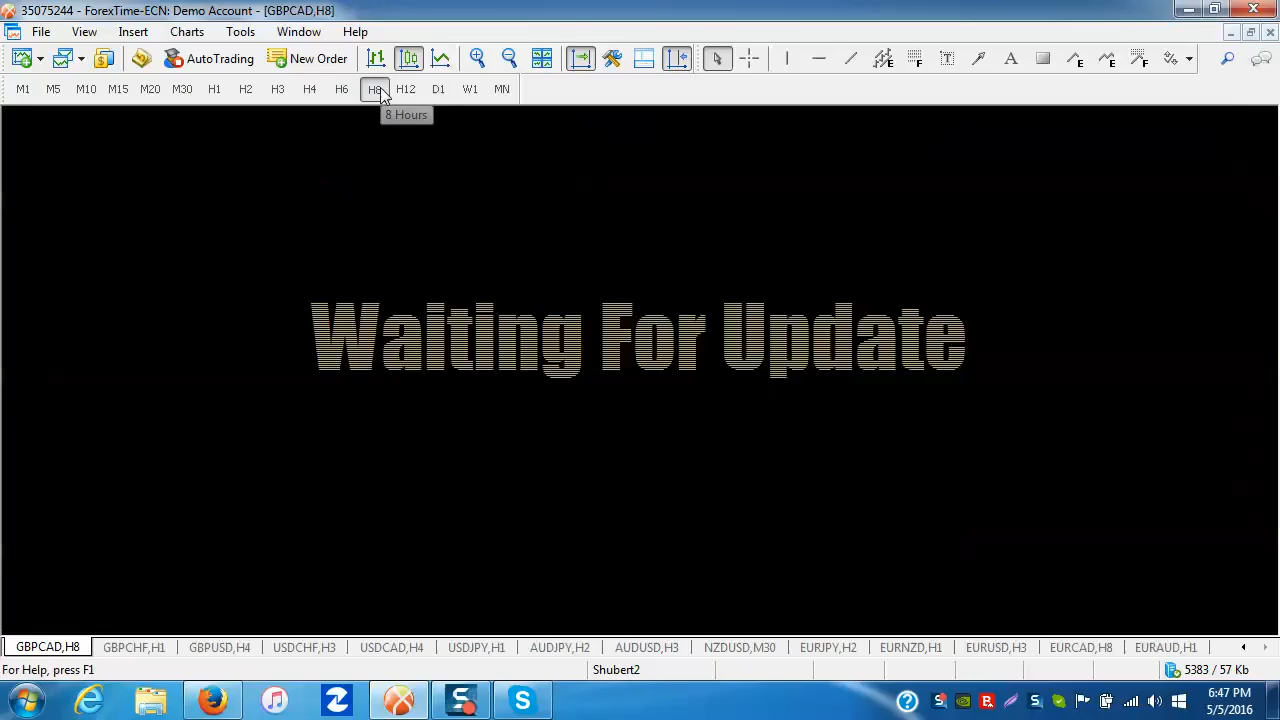 35075244 - ForexTime-ECN: Demo Account - [GBPCAD,H8]
File View Insert Charts Tools Window Help
AutoTrading New Order
M1 M5 M10 M15 M20 M30 H1 H2 H3 H4 H6 H8 H12 D1 W1 MN
8 Hours
Waiting For Update
GBPCAD,H8 GBPCHF,H1 GBPUSD,H4 USDCHF,H3 USDCAD,H4 USDJPY,H1 AUDJPY,H2 AUDUSD,H3 NZDUSD,M30 EURJPY,H2 EURNZD,H1 EURUSD,H3 EURCAD,H8 EURAUD,H1
For Help, press F1 Shubert2 5383 / 57 Kb
6:47 PM
5/5/2016